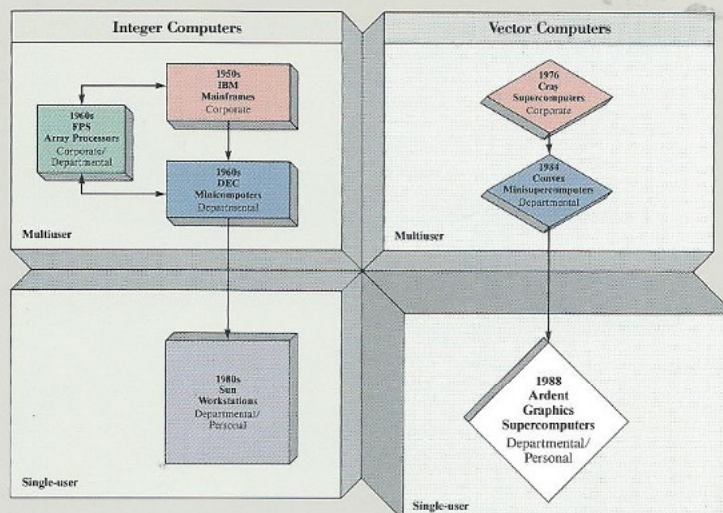 Integer Computers
1950s
IBM
Mainframes
Corporate
1960s
FPS
Array Processors
Corporate/
Departmental
1960s
DEC
Minicomputers
Departmental
Multiuser
1980s
Sun
Workstations
Departmental/
Personal
Single-user
Vector Computers
1976
Cray
Supercomputers
Corporate
1984
Convex
Minisupercomputers
Departmental
Multiuser
1988
Ardent
Graphics
Supercomputers
Departmental/
Personal
Single-user